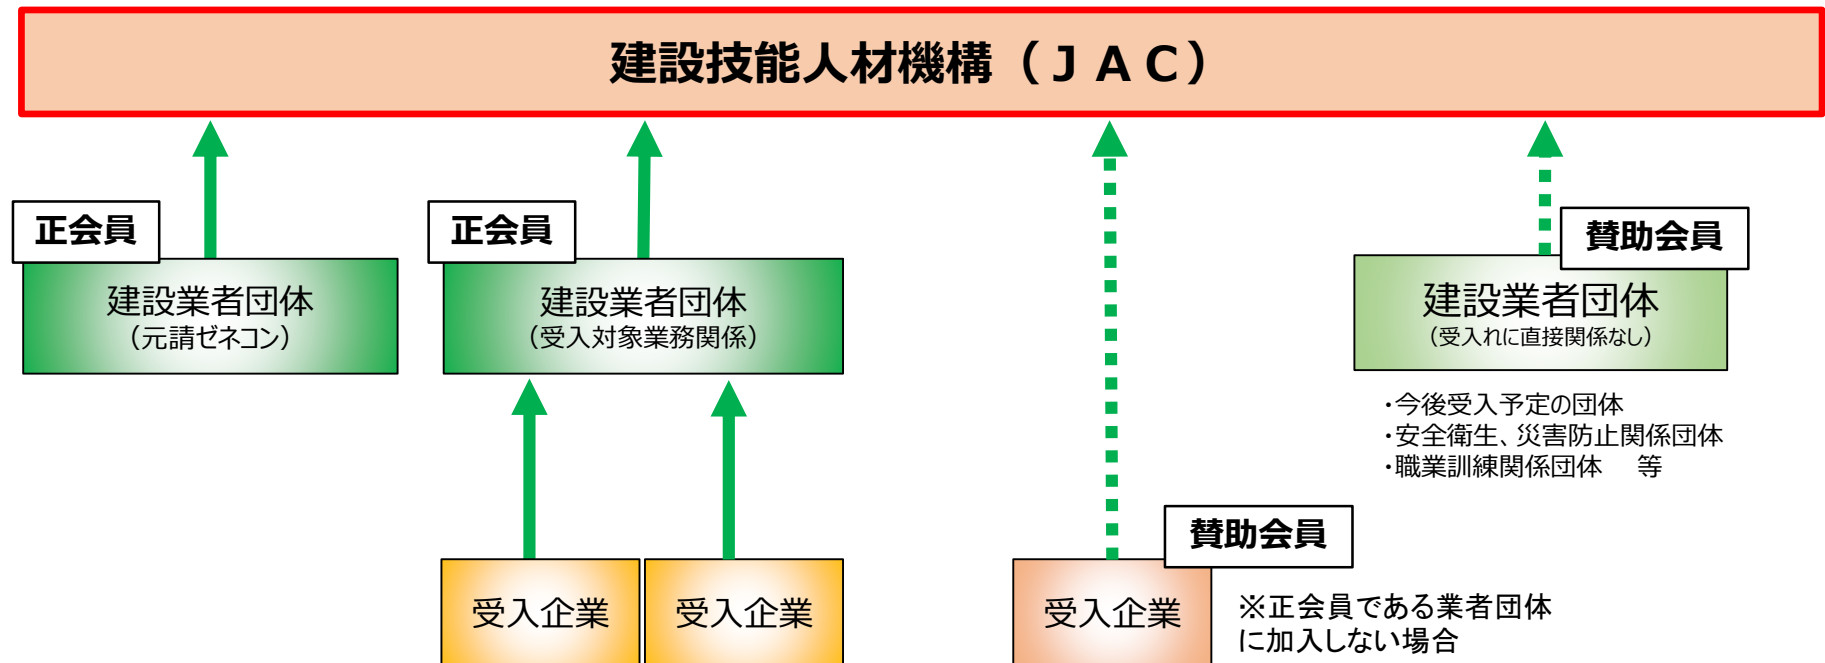 建設技能人材機構（ＪＡＣ）
正会員
建設業者団体
（元請ゼネコン）
正会員
建設業者団体
（受入対象業務関係）
受入企業
受入企業
賛助会員
受入企業
※正会員である業者団体
に加入しない場合
賛助会員
建設業者団体
（受入れに直接関係なし）
・今後受入予定の団体
・安全衛生、災害防止関係団体
・職業訓練関係団体　等